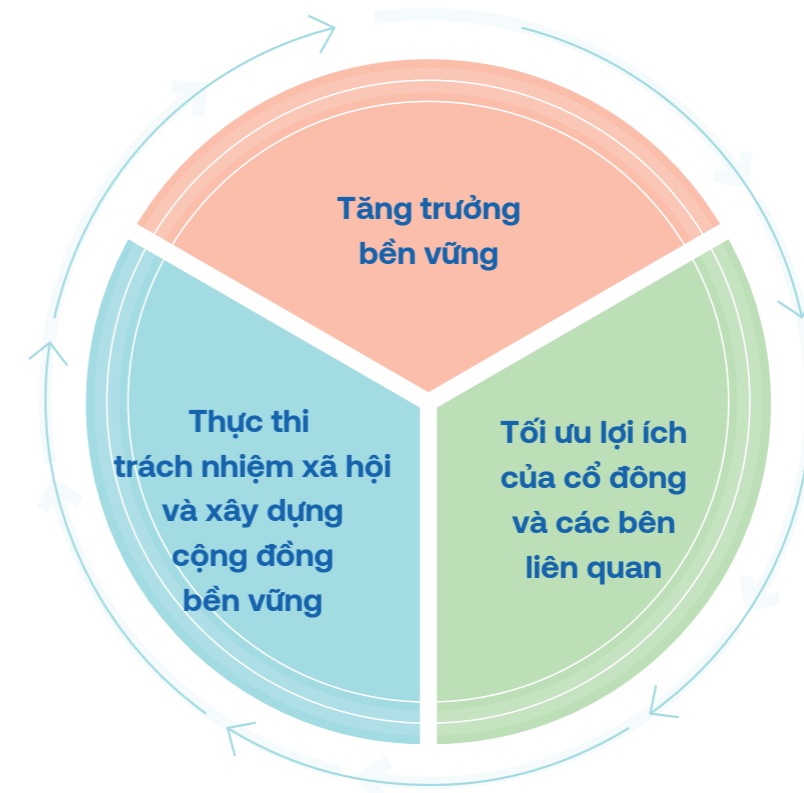 Tăng trưởng
bền vững
Thực thi
trách nhiệm xã hội
và xây dựng
cộng đồng
bền vững
Tối ưu lợi ích
của cổ đông
và các bên
liên quan